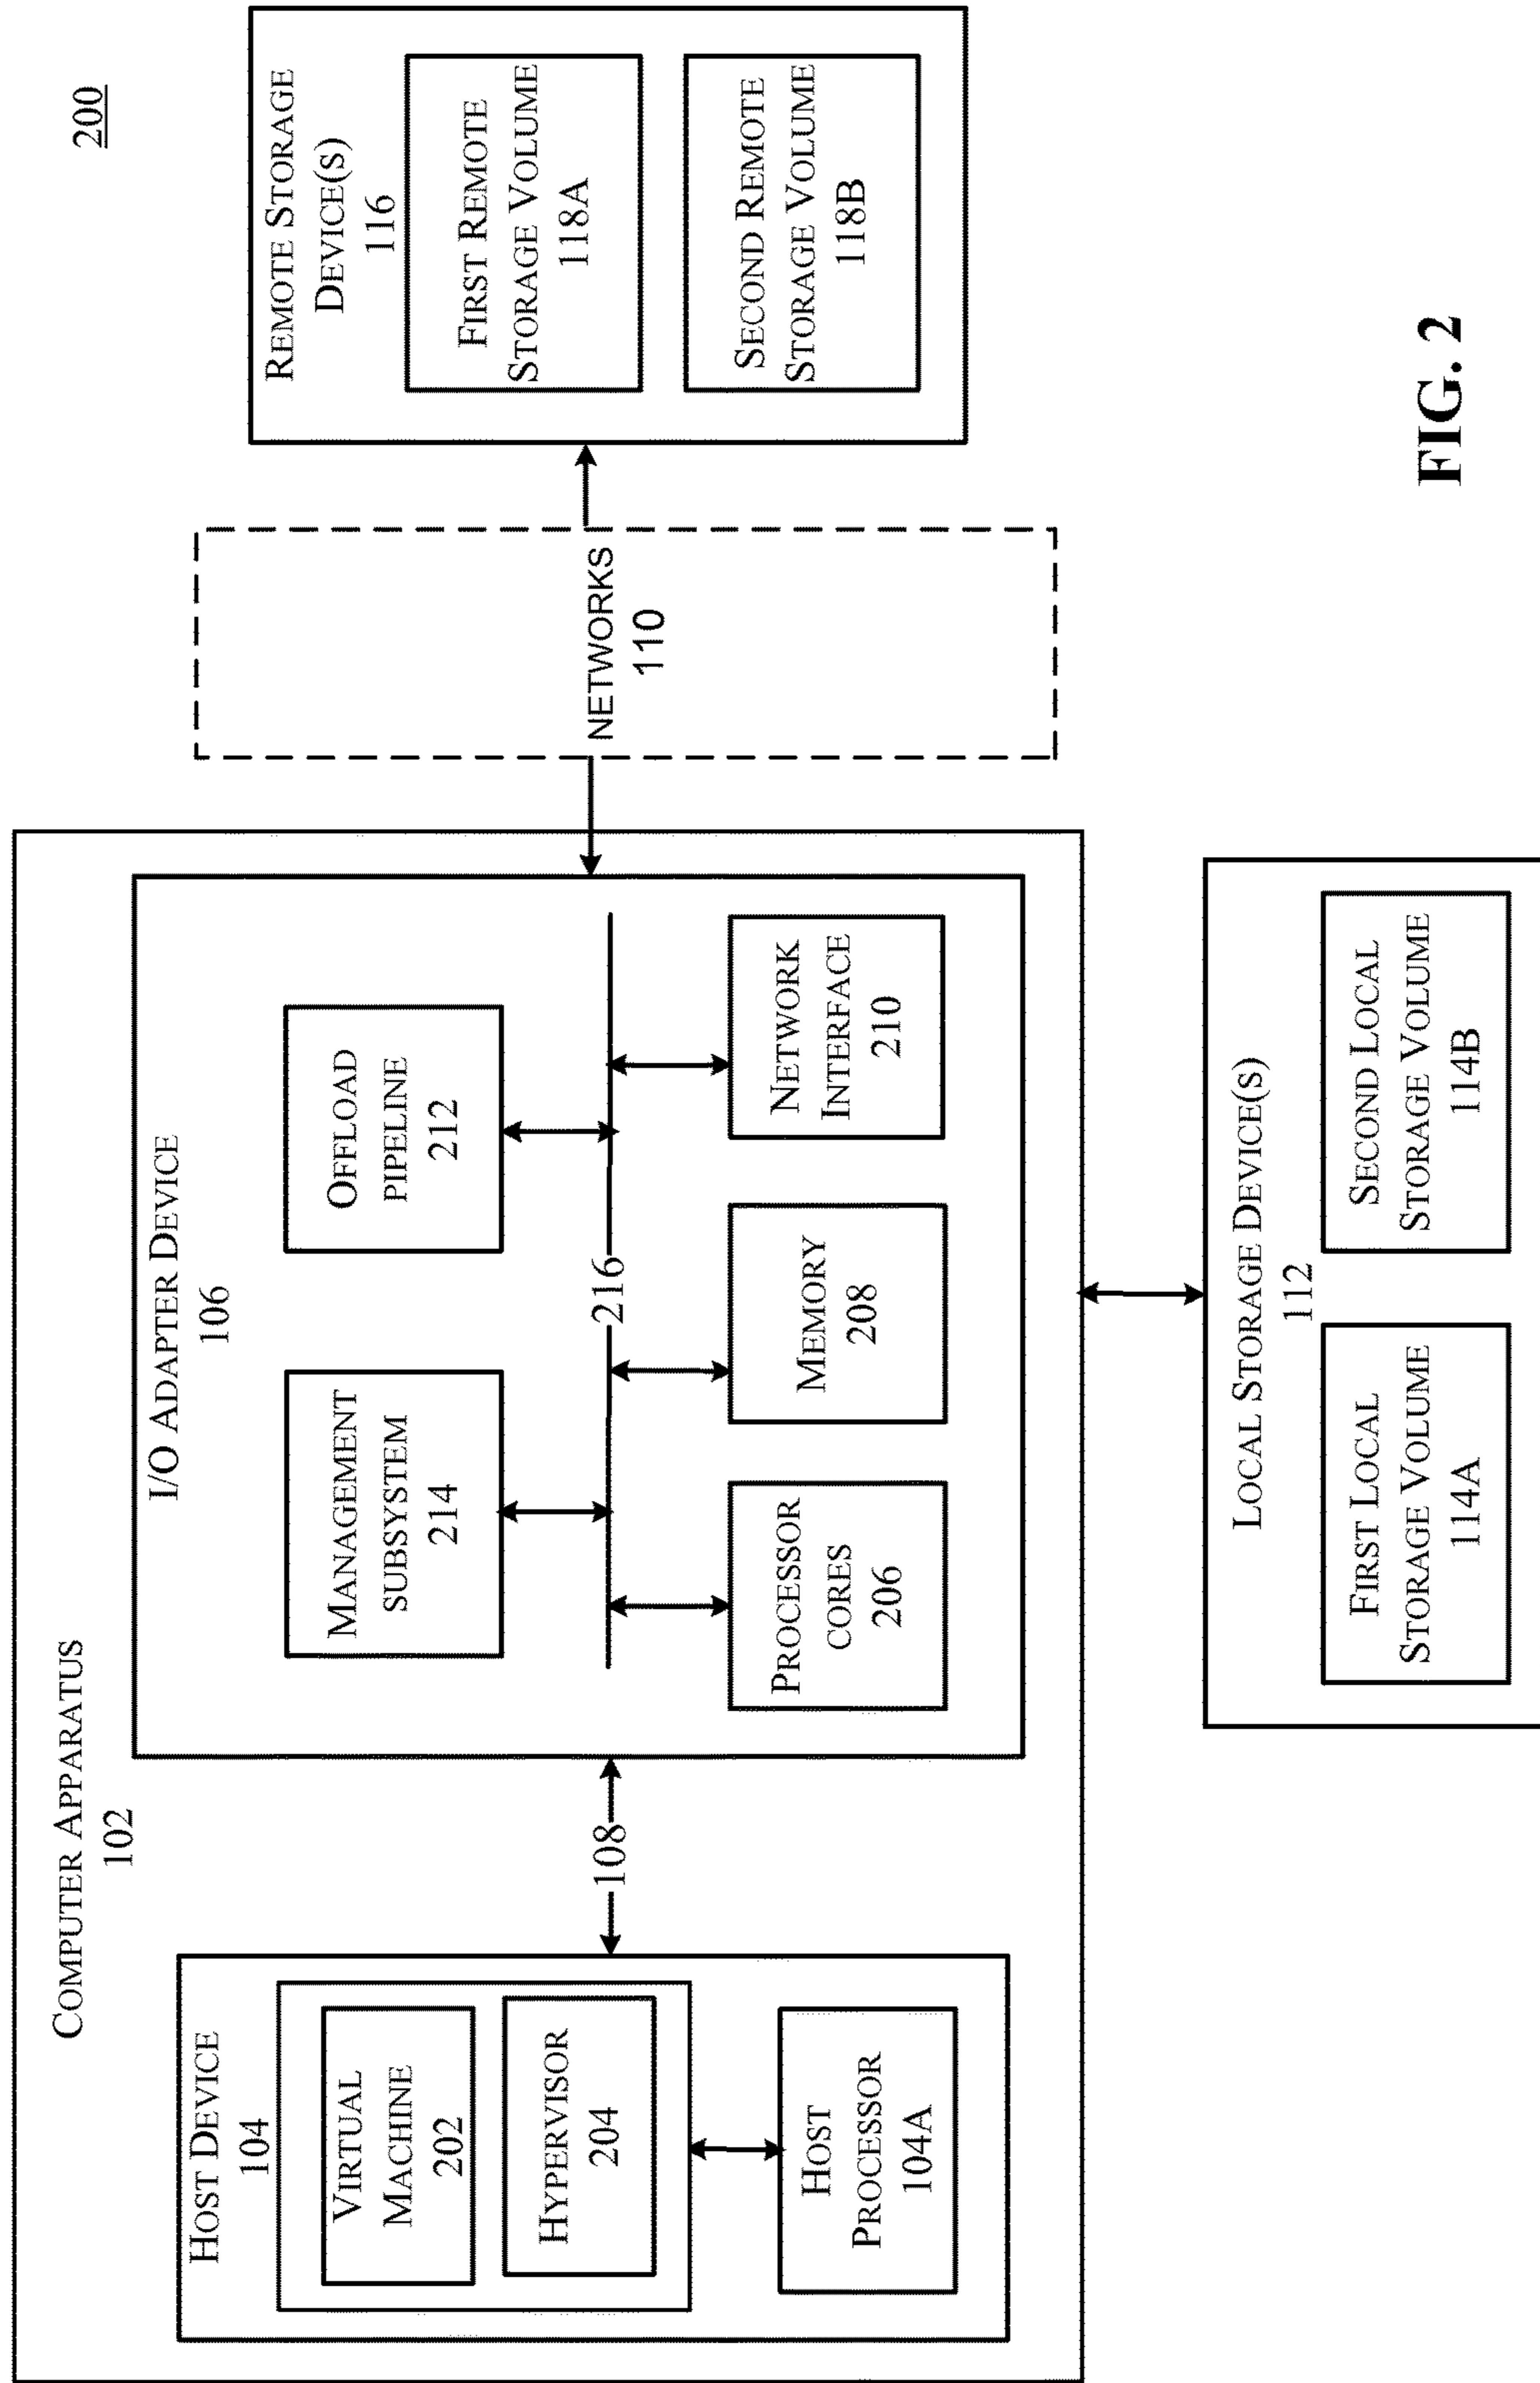 200
COMPUTER APPARATUS
102
HOST DEVICE
104
VIRTUAL
MACHINE
202
HYPERVISOR
204
HOST
PROCESSOR
104A
108
I/O ADAPTER DEVICE
106
MANAGEMENT
SUBSYSTEM
214
OFFLOAD
PIPELINE
212
216
PROCESSOR
CORES
206
MEMORY
208
NETWORK
INTERFACE
210
NETWORKS
110
REMOTE STORAGE
DEVICE(S)
116
FIRST REMOTE
STORAGE VOLUME
118A
SECOND REMOTE
STORAGE VOLUME
118B
LOCAL STORAGE DEVICE(S)
112
FIRST LOCAL
STORAGE VOLUME
114A
SECOND LOCAL
STORAGE VOLUME
114B
FIG. 2